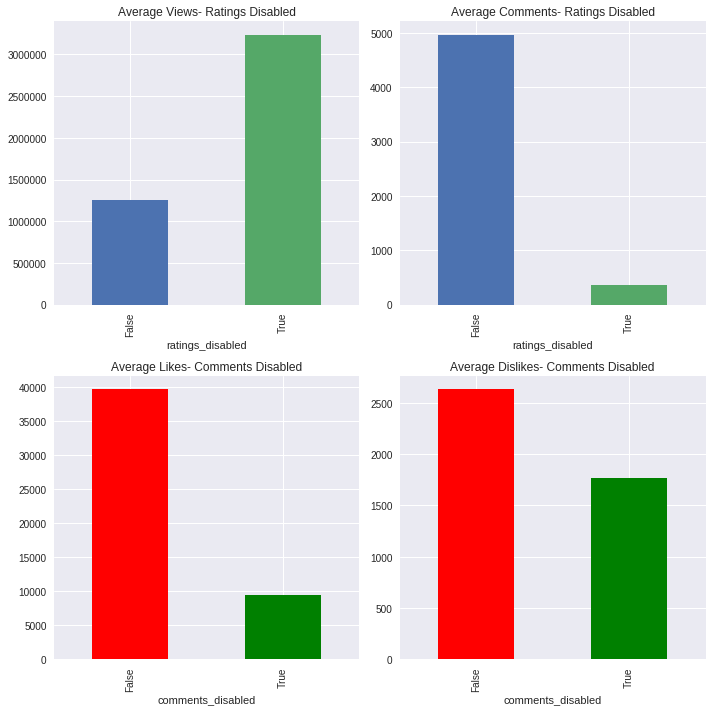 Average Views- Ratings Disabled
3000000
2500000
2000000
1500000
1000000
500000
0
False
True
ratings_disabled
Average Comments- Ratings Disabled
5000
4000
3000
2000
1000
0
False
True
ratings_disabled
Average Likes- Comments Disabled
40000
35000
30000
25000
20000
15000
10000
5000
0
False
True
comments_disabled
Average Dislikes- Comments Disabled
2500
2000
1500
1000
500
0
False
True
comments_disabled